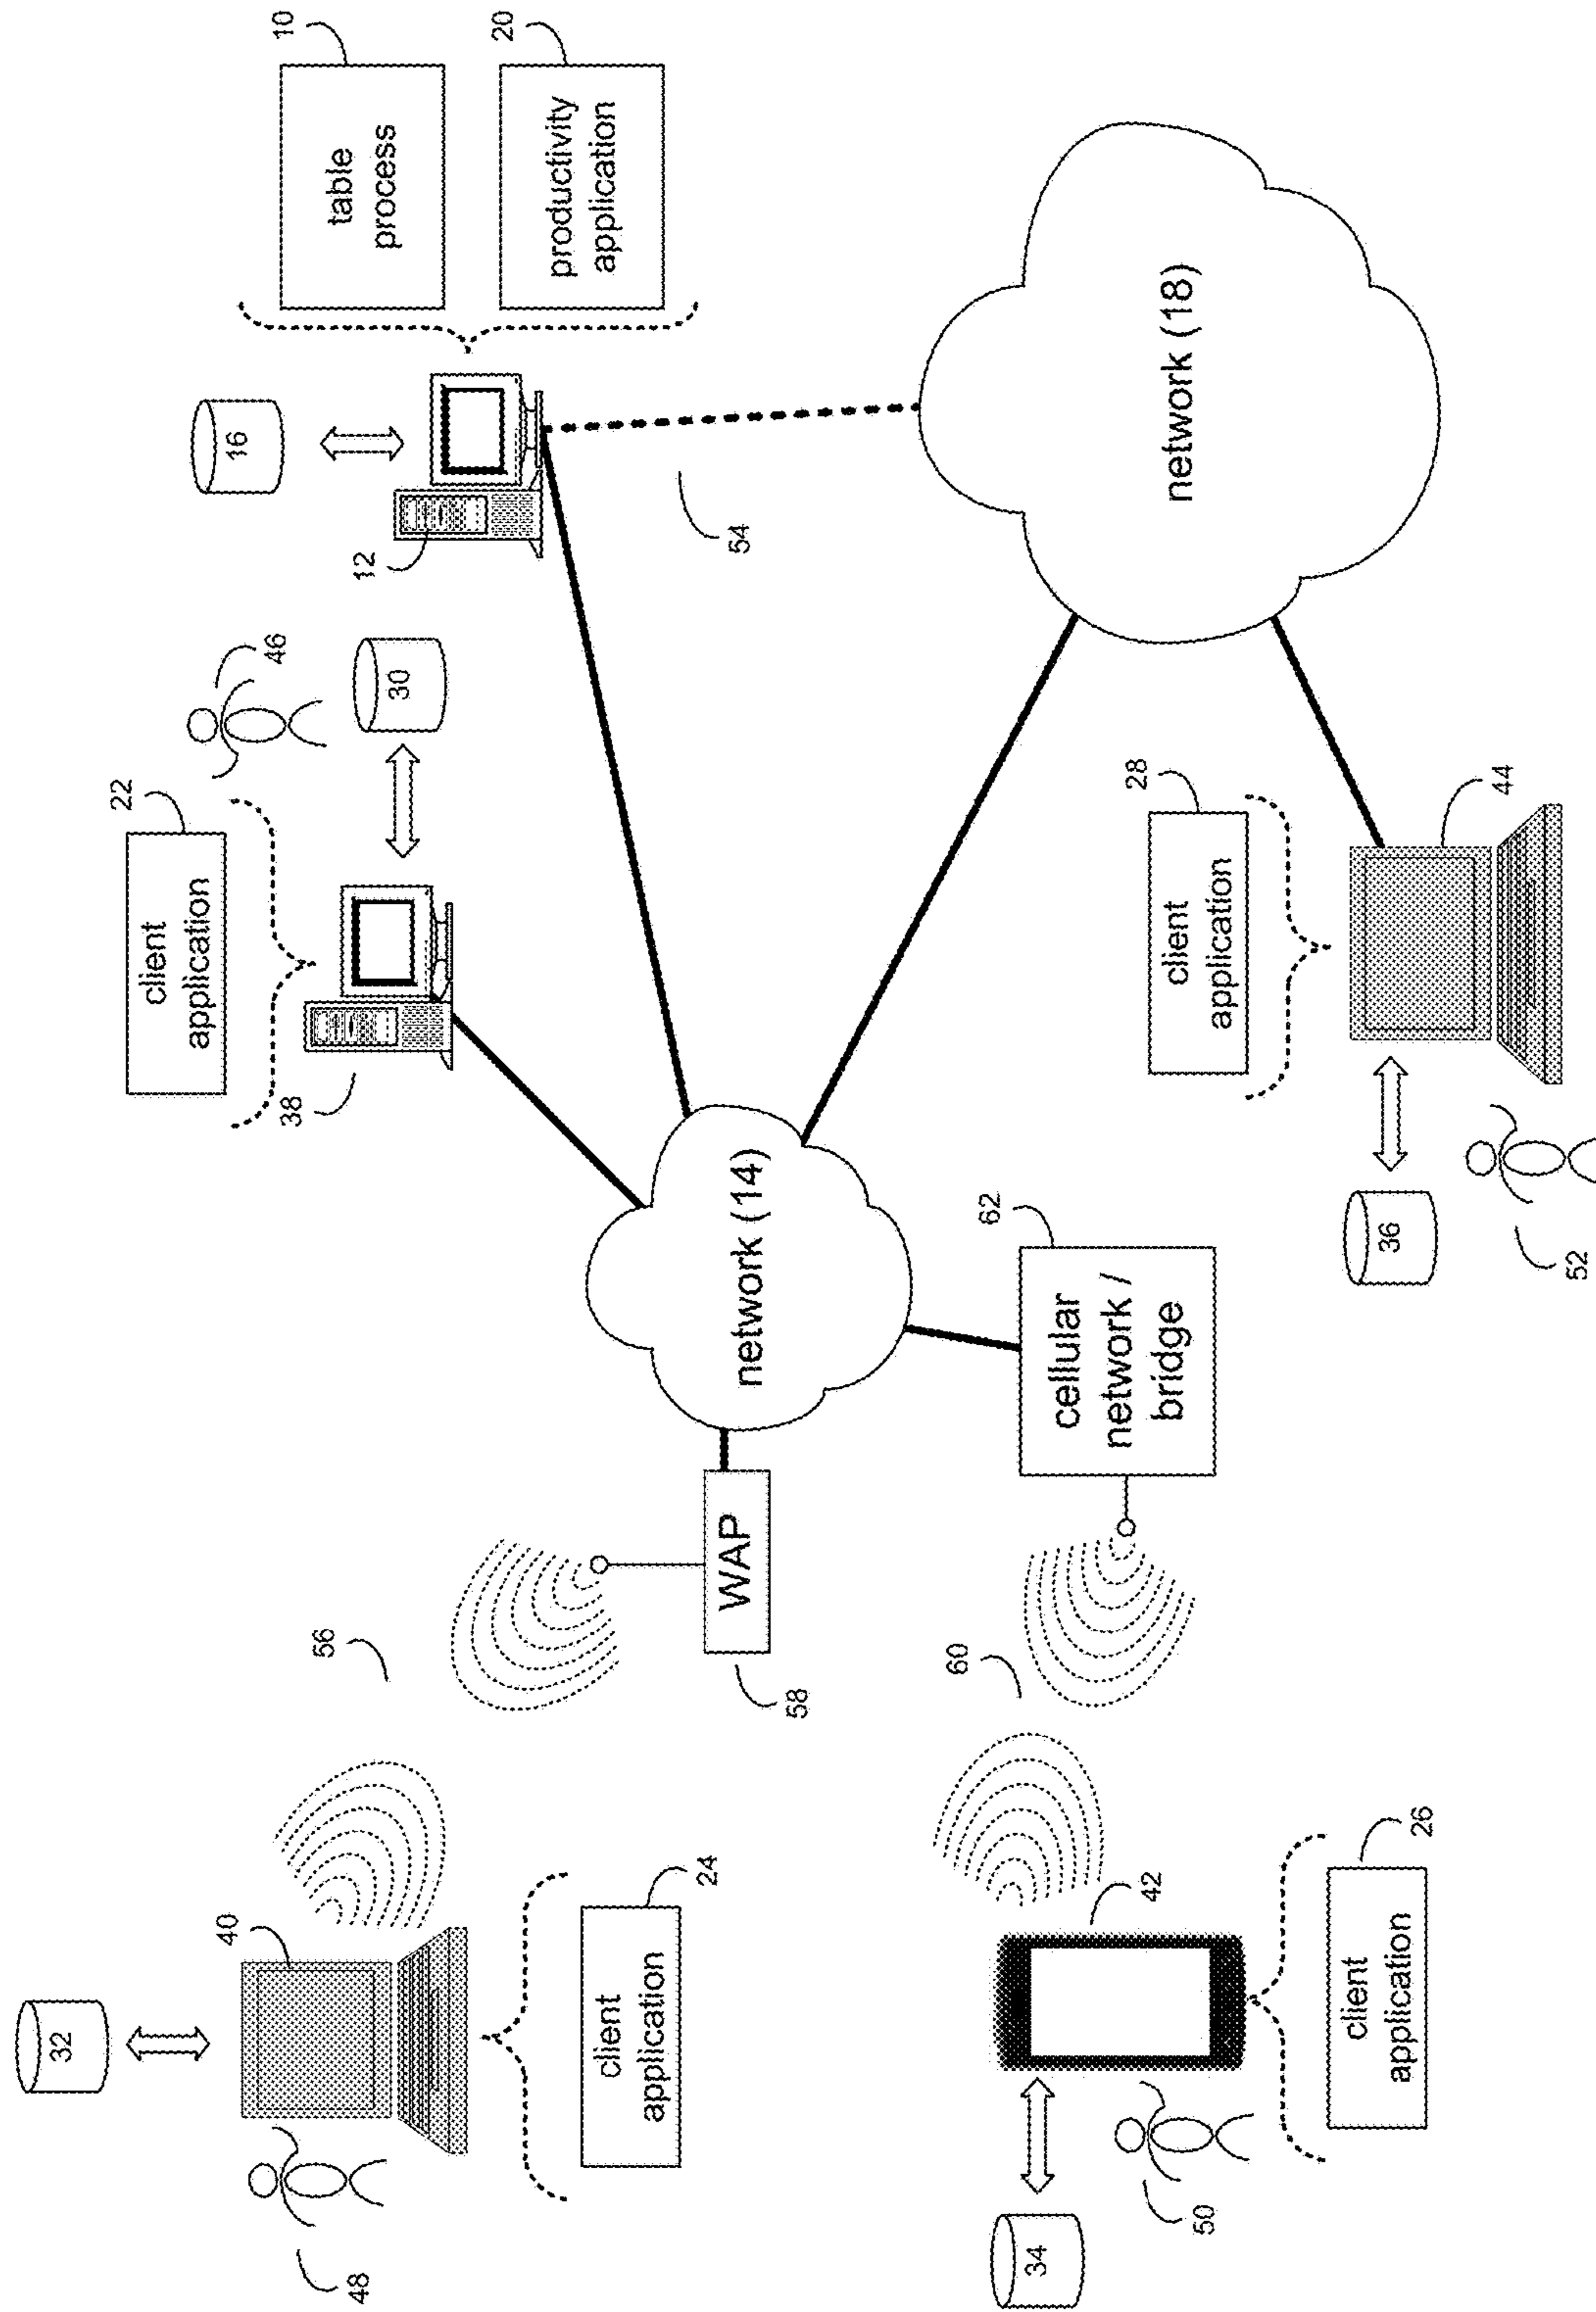 32
22
client
application
40
16
46
10
38
56
48
table
process
12
30
20
productivity
application
client
application
24
WAP
network (14)
54
58
60
62
34
cellular
network /
bridge
42
28
client
application
network (18)
50
client
application
36
26
44
52